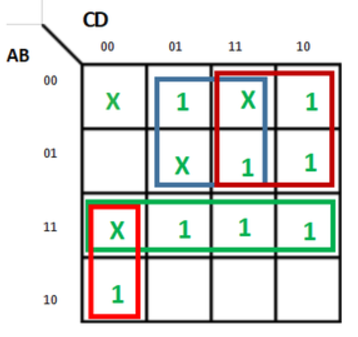 CD
AB
00 01 11 10
00 X 1 X 1
01 X 1 1
11 X 1 1 1
10 1